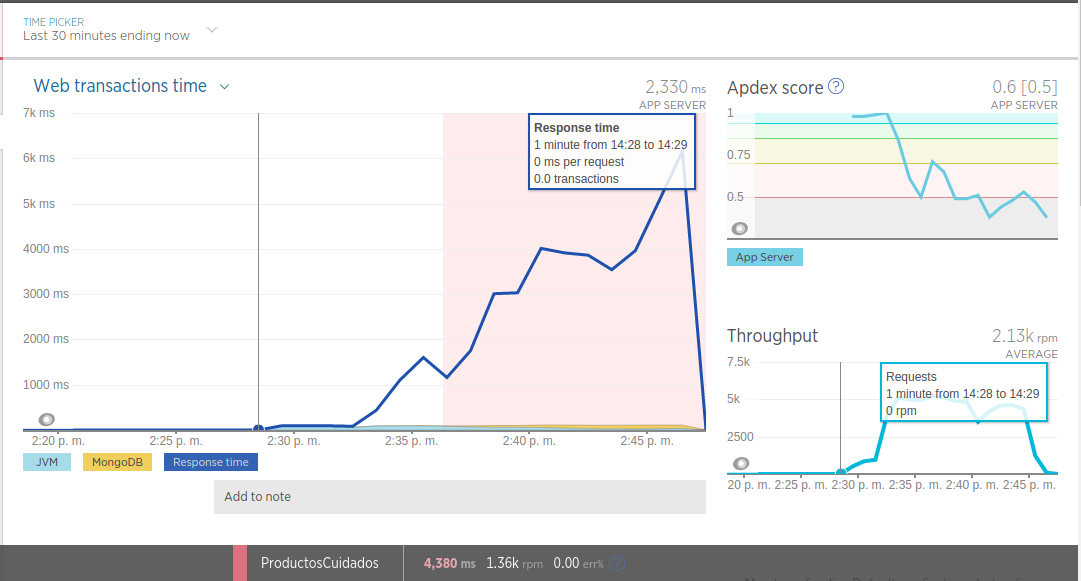 TIME PICKER
Last 30 minutes ending now
Web transactions time
2,330 ms
APP SERVER
7k ms
6k ms
5k ms
4000 ms
3000 ms
2000 ms
1000 ms
Response time
1 minute from 14:28 to 14:29
0 ms per request
0.0 transactions
2:20 p. m.
2:25 p. m.
2:30 p. m.
2:35 p. m.
2:40 p. m.
2:45 p. m.
JVM
MongoDB
Response time
Add to note
Apdex score ?
0.6 [0.5]
APP SERVER
1
0.75
0.5
App Server
Throughput
2.13k rpm
AVERAGE
7.5k
5k
2500
Requests
1 minute from 14:28 to 14:29
0 rpm
20 p. m. 2:25 p. m. 2:30 p. m. 2:35 p. m. 2:40 p. m. 2:45 p. m.
ProductosCuidados
4,380 ms 1.36k rpm 0.00 err% ?